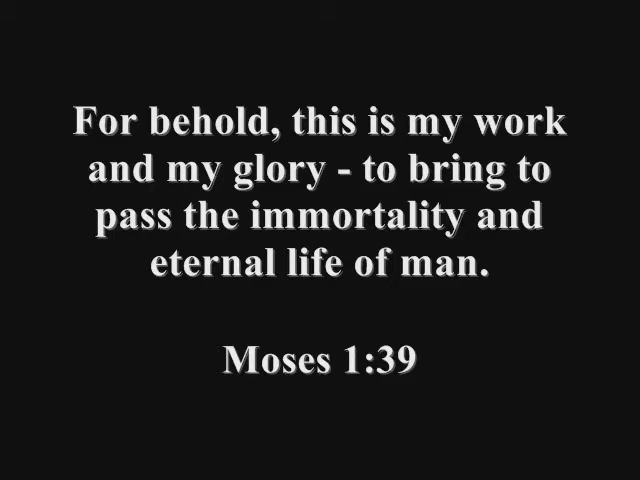 For behold, this is my work
and my glory - to bring to
pass the immortality and
eternal life of man.
Moses 1:39